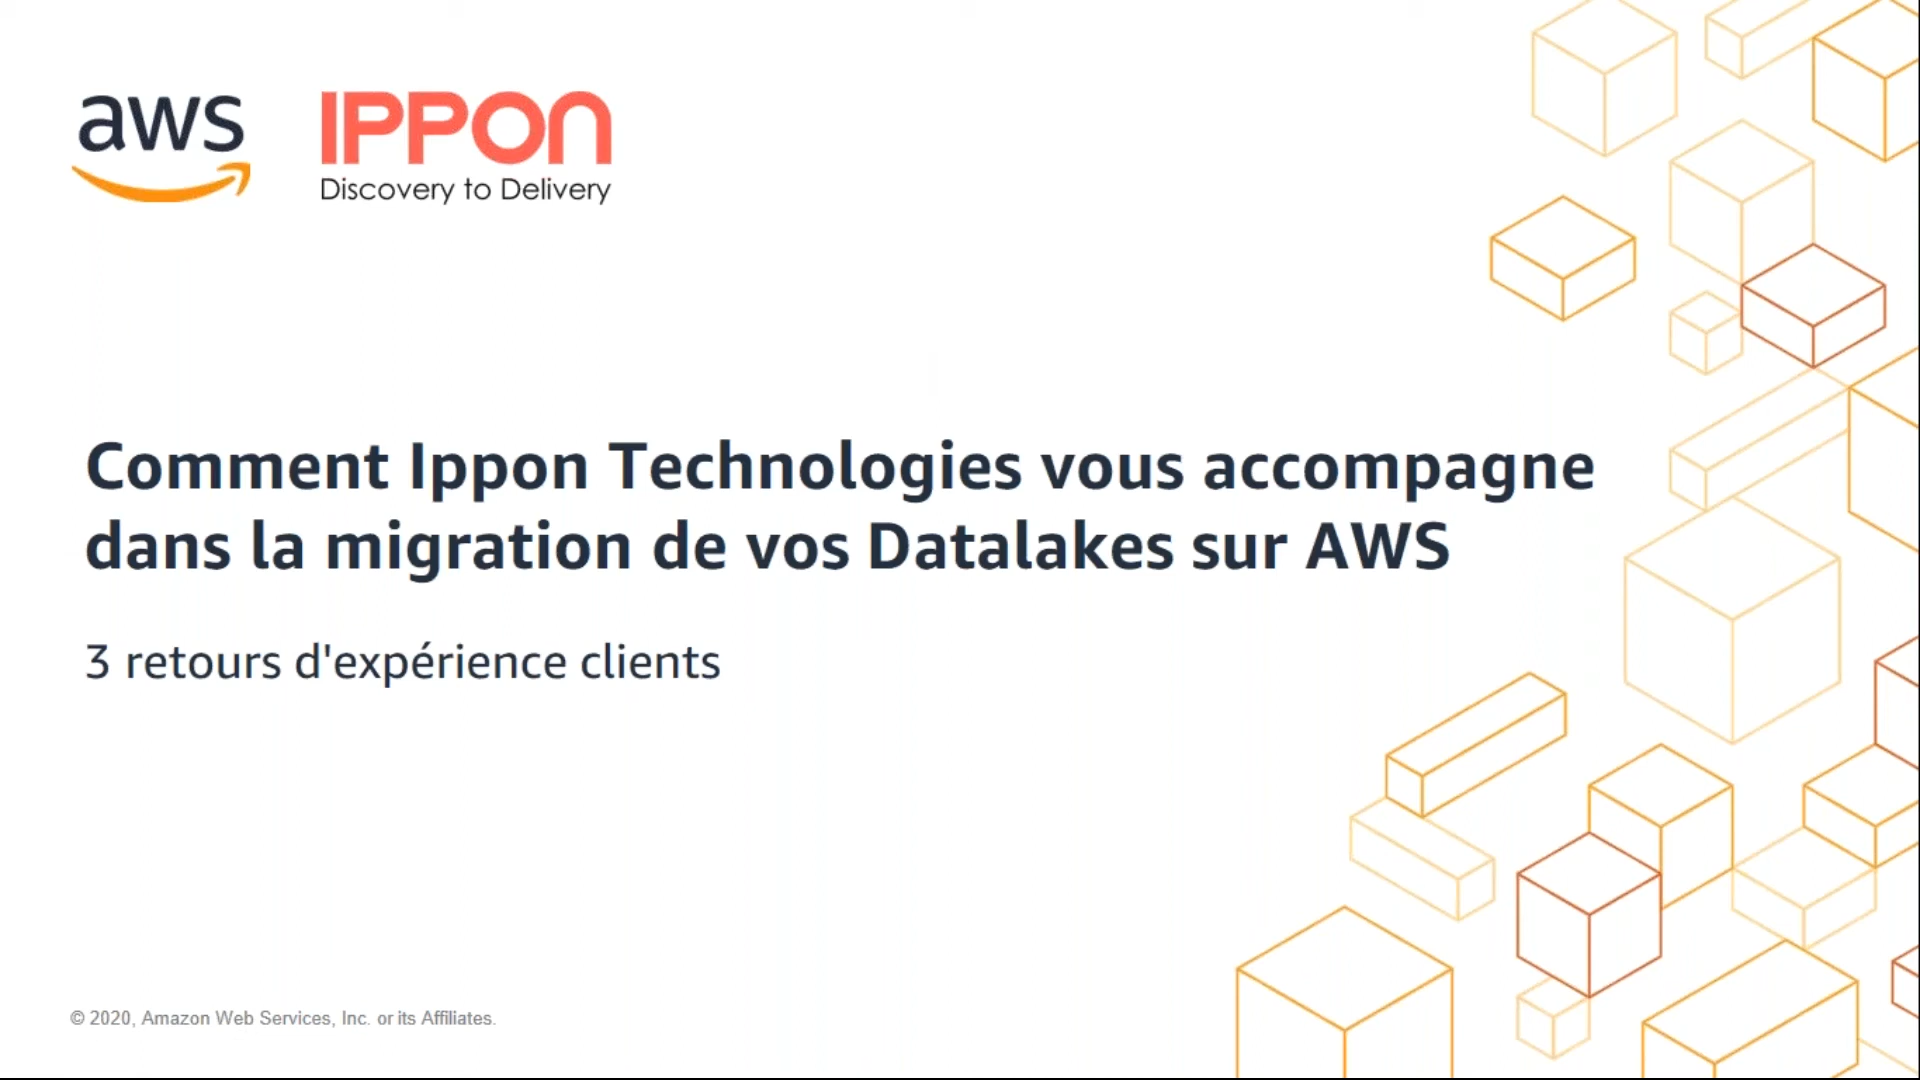 aws
IPPON
Discovery to Delivery
Comment Ippon Technologies vous accompagne
dans la migration de vos Datalakes sur AWS
3 retours d'expérience clients
© 2020, Amazon Web Services, Inc. or its Affiliates.